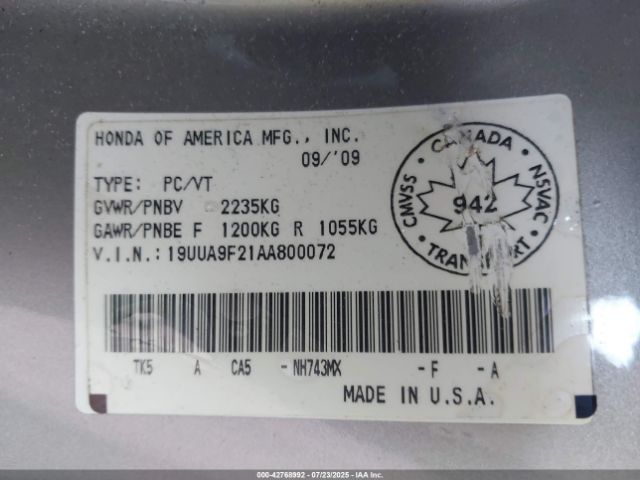 HONDA OF AMERICA MFG., INC.
09/'09
TYPE: PC/VT
GVWR/PNBV 2235KG
GAWR/PNBE F 1200KG R 1055KG
V.I.N.: 19UUA9F21AA800072
CANADA
CMVSS
NSVAC
942
TRANSPORT
TK5 A CA5 -NH743MX -F -A
MADE IN U.S.A.
000-42768992 07/23/2025 - IAA Inc.